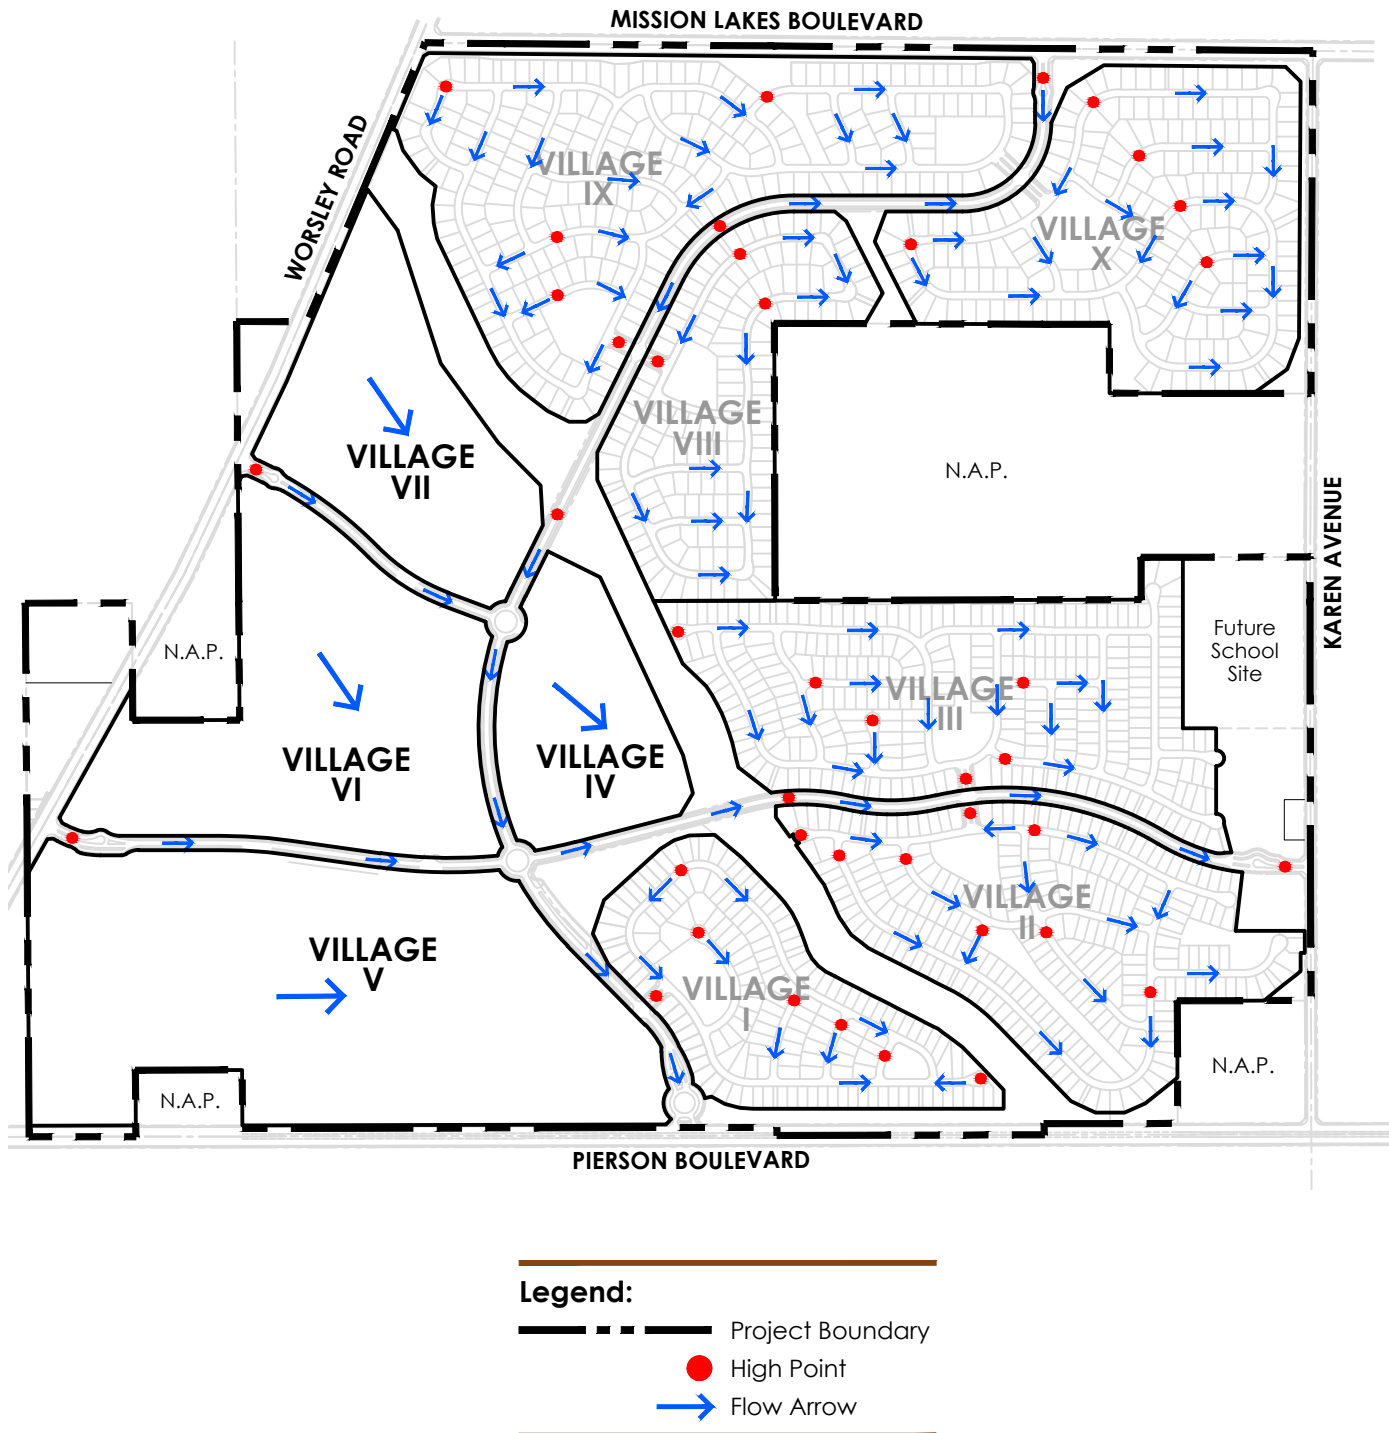 MISSION LAKES BOULEVARD
WORSLEY ROAD
VILLAGE
IX
VILLAGE
X
VILLAGE
VIII
VILLAGE
VII
N.A.P.
KAREN AVENUE
Future
School
Site
N.A.P.
VILLAGE
III
VILLAGE
VI
VILLAGE
IV
VILLAGE
II
VILLAGE
V
VILLAGE
I
N.A.P.
N.A.P.
PIERSON BOULEVARD
Legend:
Project Boundary
High Point
Flow Arrow